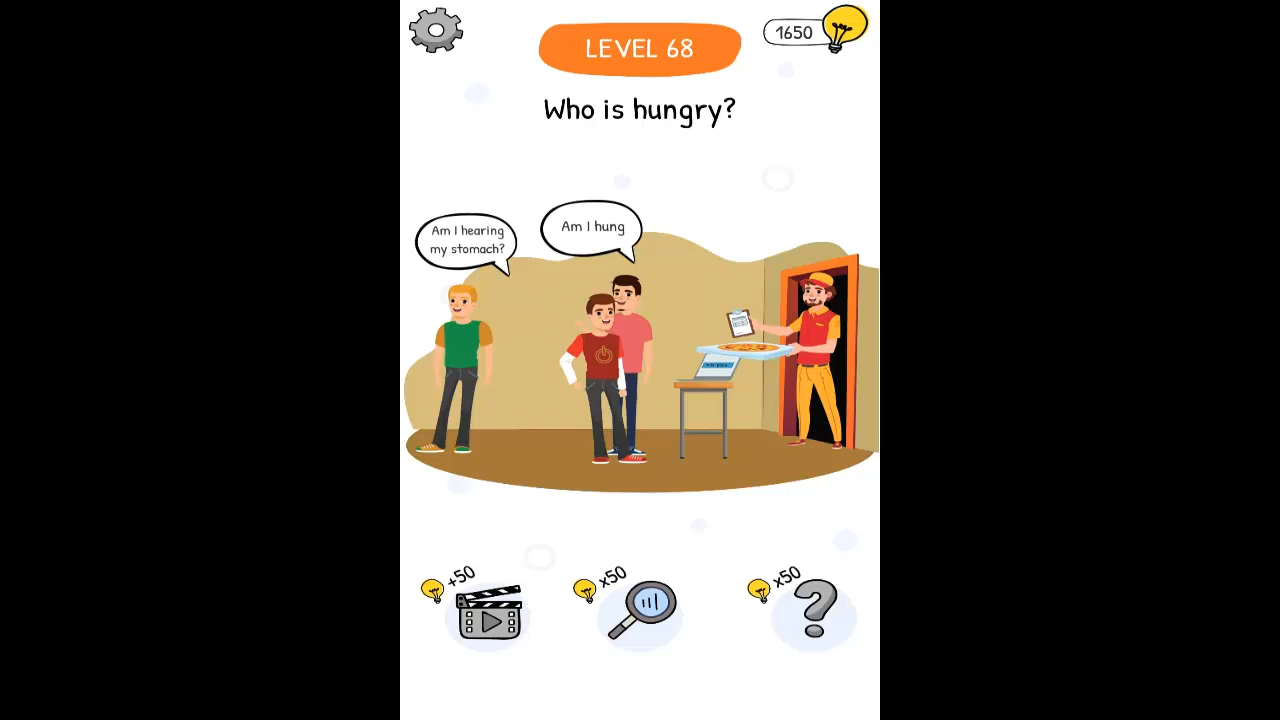 1650
LEVEL 68
Who is hungry?
Am I hearing
my stomach?
Am I hung
+50
x50
x50